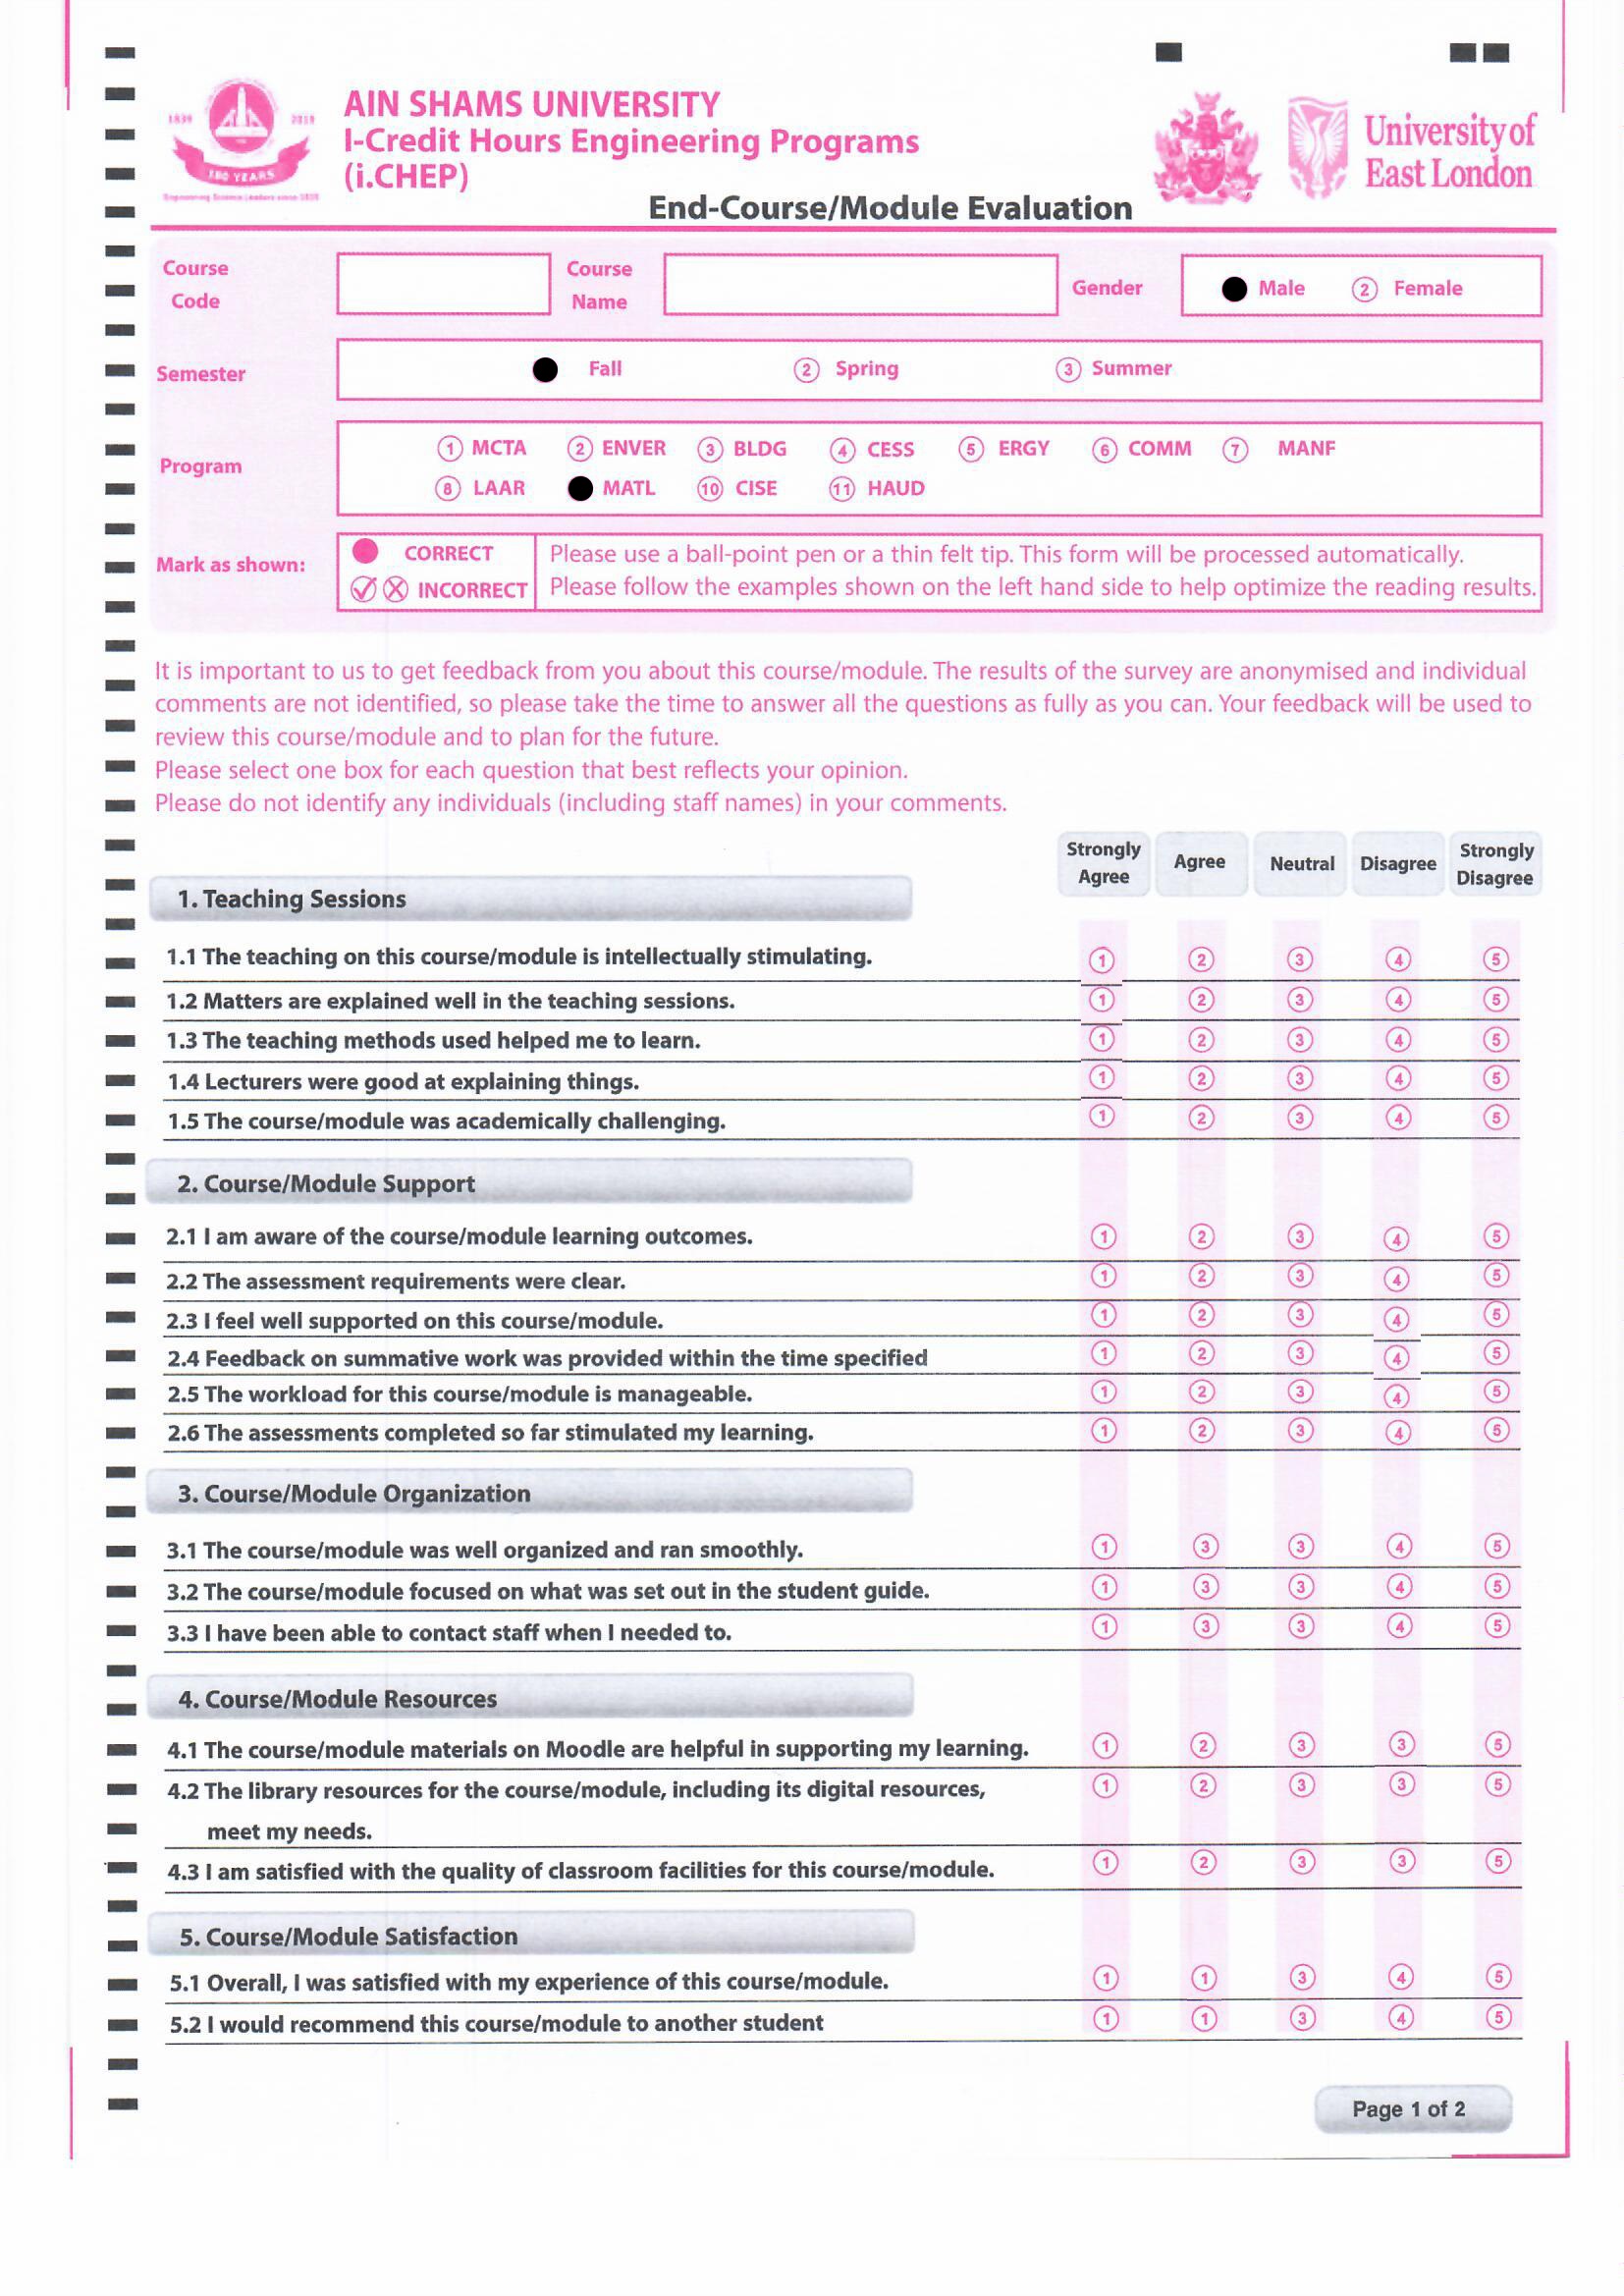 1839 2019
180 YEARS
AIN SHAMS UNIVERSITY
I-Credit Hours Engineering Programs
(i.CHEP)
University of
East London
End-Course/Module Evaluation
Course Code
Course Name
Gender
Male ② Female
Semester
Fall ② Spring ③ Summer
Program
① MCTA ② ENVER ③ BLDG ④ CESS ⑤ ERGY ⑥ COMM ⑦ MANF
⑧ LAAR MATL ⑩ CISE ⑪ HAUD
Mark as shown:
CORRECT
INCORRECT
Please use a ball-point pen or a thin felt tip. This form will be processed automatically.
Please follow the examples shown on the left hand side to help optimize the reading results.
It is important to us to get feedback from you about this course/module. The results of the survey are anonymised and individual
comments are not identified, so please take the time to answer all the questions as fully as you can. Your feedback will be used to
review this course/module and to plan for the future.
Please select one box for each question that best reflects your opinion.
Please do not identify any individuals (including staff names) in your comments.
Strongly Agree Agree Neutral Disagree Strongly Disagree
1. Teaching Sessions
1.1 The teaching on this course/module is intellectually stimulating. ① ② ③ ④ ⑤
1.2 Matters are explained well in the teaching sessions. ① ② ③ ④ ⑤
1.3 The teaching methods used helped me to learn. ① ② ③ ④ ⑤
1.4 Lecturers were good at explaining things. ① ② ③ ④ ⑤
1.5 The course/module was academically challenging. ① ② ③ ④ ⑤
2. Course/Module Support
2.1 I am aware of the course/module learning outcomes. ① ② ③ ④ ⑤
2.2 The assessment requirements were clear. ① ② ③ ④ ⑤
2.3 I feel well supported on this course/module. ① ② ③ ④ ⑤
2.4 Feedback on summative work was provided within the time specified ① ② ③ ④ ⑤
2.5 The workload for this course/module is manageable. ① ② ③ ④ ⑤
2.6 The assessments completed so far stimulated my learning. ① ② ③ ④ ⑤
3. Course/Module Organization
3.1 The course/module was well organized and ran smoothly. ① ③ ③ ④ ⑤
3.2 The course/module focused on what was set out in the student guide. ① ③ ③ ④ ⑤
3.3 I have been able to contact staff when I needed to. ① ③ ③ ④ ⑤
4. Course/Module Resources
4.1 The course/module materials on Moodle are helpful in supporting my learning. ① ② ③ ③ ⑤
4.2 The library resources for the course/module, including its digital resources, ① ② ③ ③ ⑤
meet my needs.
4.3 I am satisfied with the quality of classroom facilities for this course/module. ① ② ③ ③ ⑤
5. Course/Module Satisfaction
5.1 Overall, I was satisfied with my experience of this course/module. ① ① ③ ④ ⑤
5.2 I would recommend this course/module to another student ① ① ③ ④ ⑤
Page 1 of 2